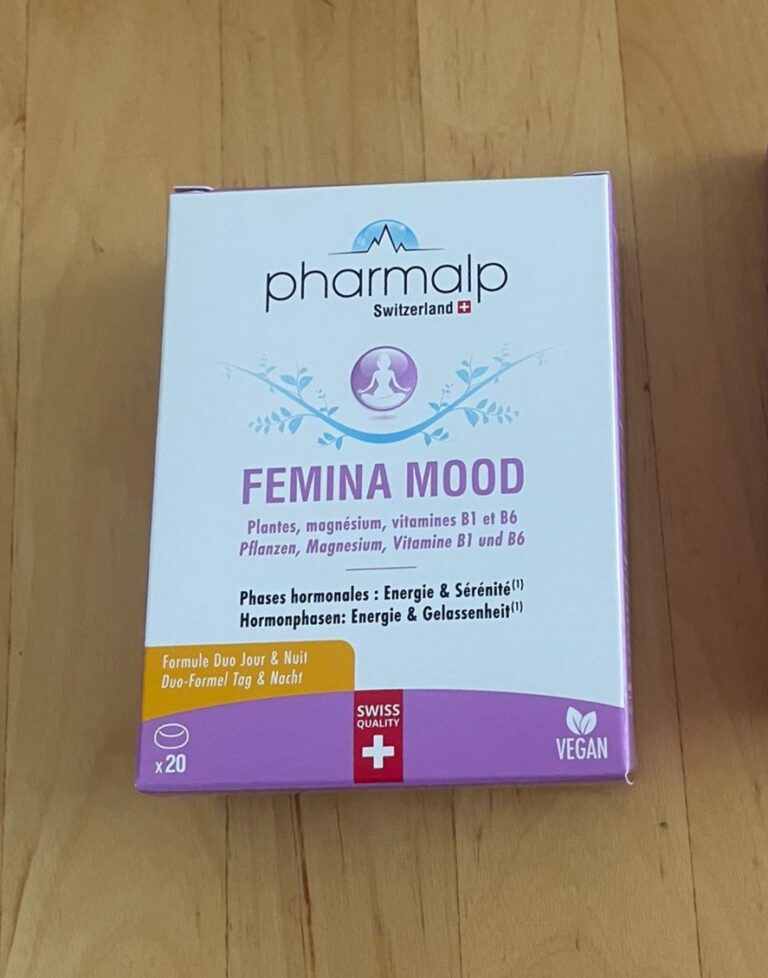 pharmalp
Switzerland
FEMINA MOOD
Plantes, magnésium, vitamines B1 et B6
Pflanzen, Magnesium, Vitamine B1 und B6
Phases hormonales : Energie & Sérénité(1)
Hormonphasen: Energie & Gelassenheit(1)
Formule Duo Jour & Nuit
Duo-Formel Tag & Nacht
SWISS
QUALITY
x 20
VEGAN